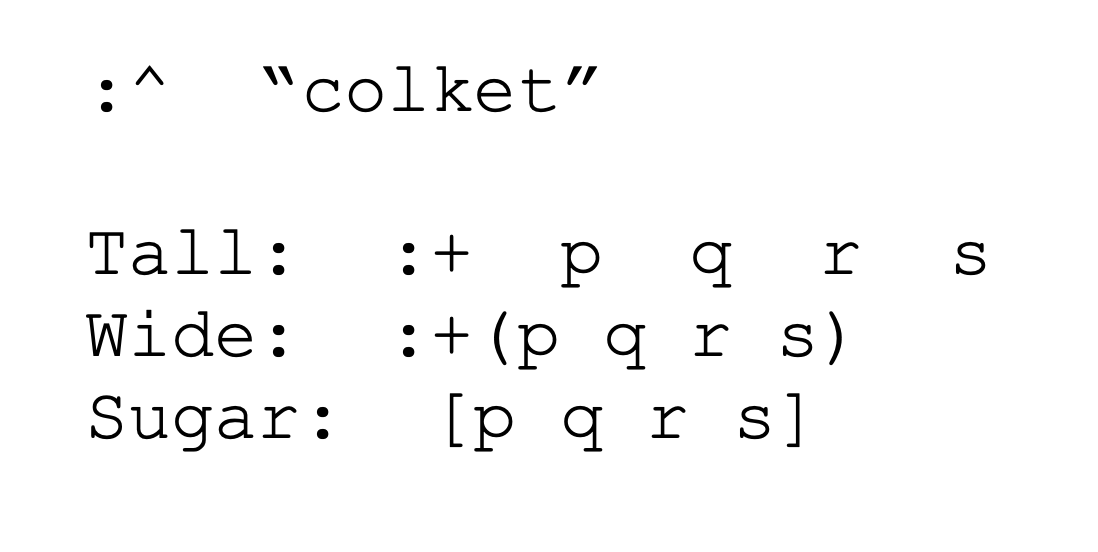 :^  “colket”
Tall:  :+  p  q  r  s
Wide:  :+(p q r s)
Sugar:  [p q r s]